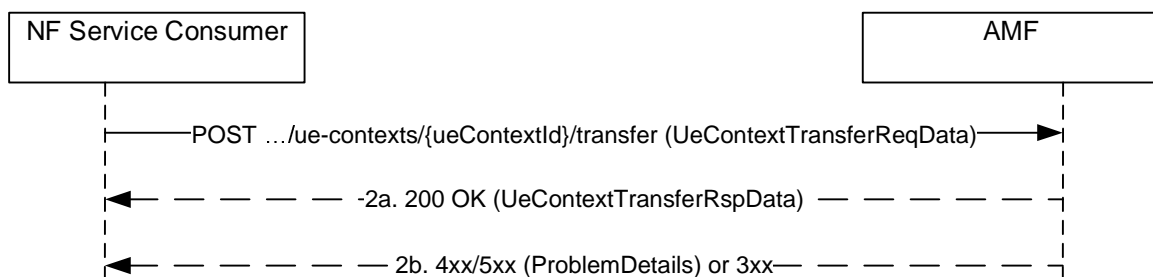 NF Service Consumer
AMF
POST …/ue-contexts/{ueContextId}/transfer (UeContextTransferReqData)
2a. 200 OK (UeContextTransferRspData)
2b. 4xx/5xx (ProblemDetails) or 3xx